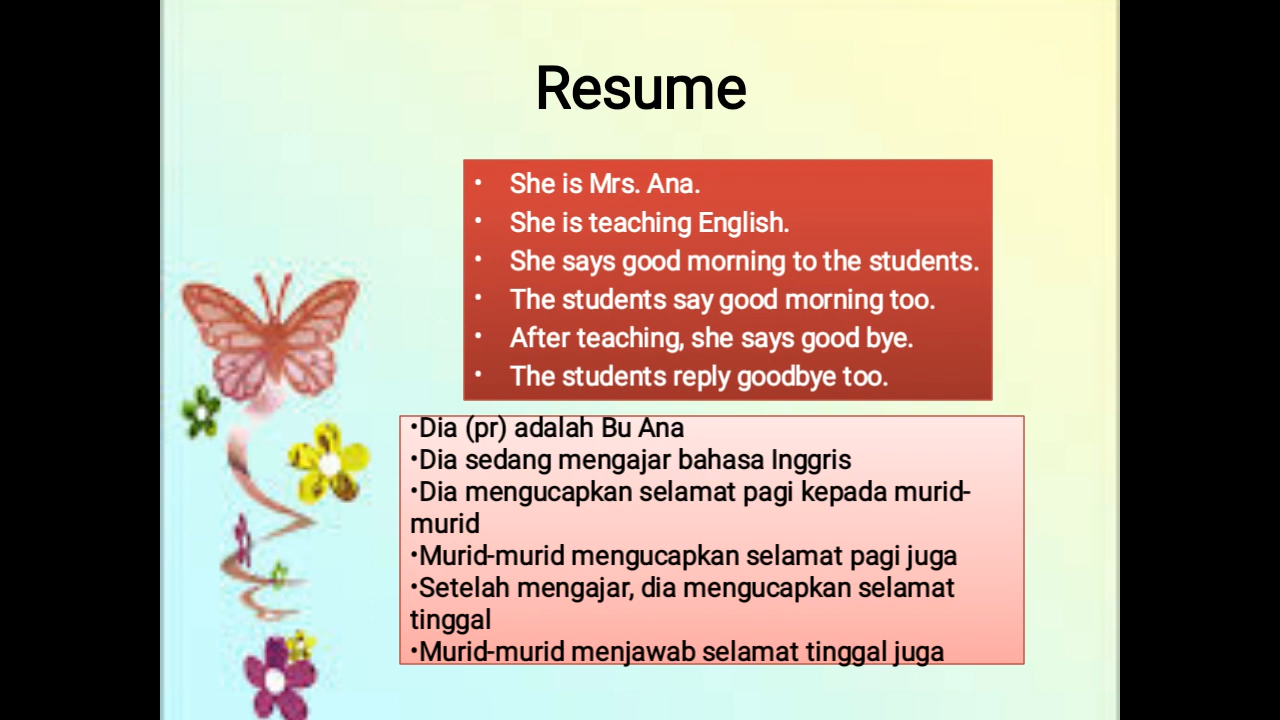 Resume
• She is Mrs. Ana.
• She is teaching English.
• She says good morning to the students.
• The students say good morning too.
• After teaching, she says good bye.
• The students reply goodbye too.
•Dia (pr) adalah Bu Ana
•Dia sedang mengajar bahasa Inggris
•Dia mengucapkan selamat pagi kepada murid-
murid
•Murid-murid mengucapkan selamat pagi juga
•Setelah mengajar, dia mengucapkan selamat
tinggal
•Murid-murid menjawab selamat tinggal juga